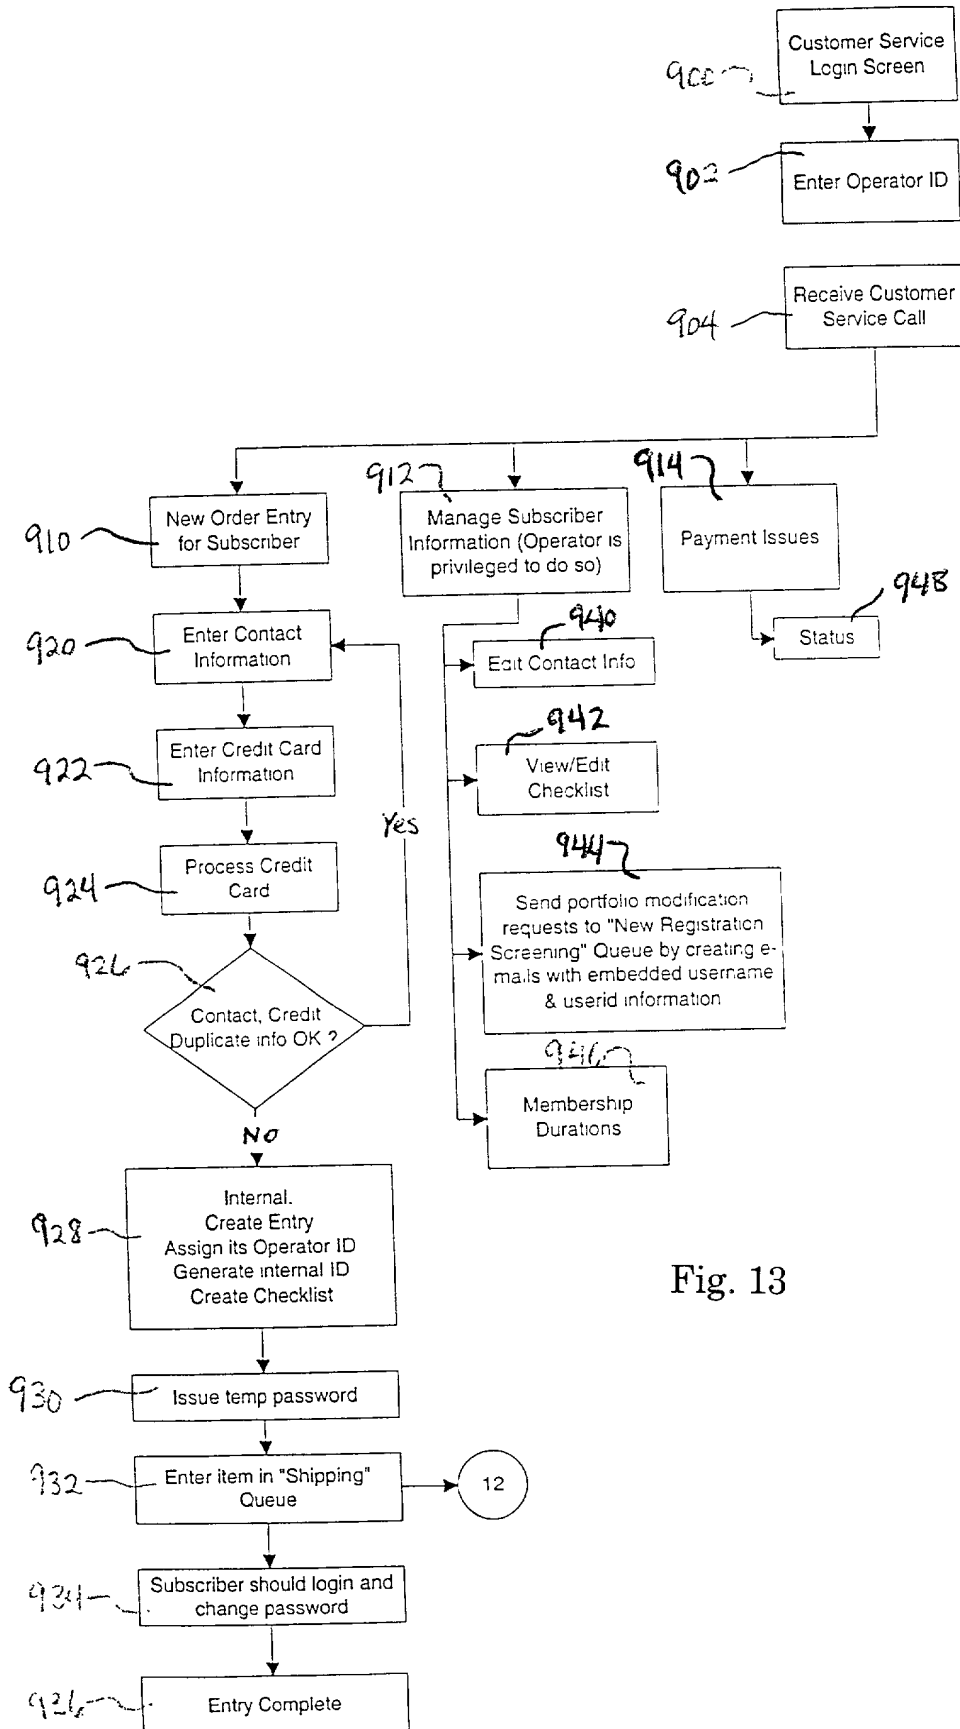 Customer Service
Login Screen
900
Enter Operator ID
902
Receive Customer
Service Call
904
New Order Entry
for Subscriber
910
Manage Subscriber
Information (Operator is
privileged to do so)
912
Payment Issues
914
Status
948
Enter Contact
Information
920
Edit Contact Info
940
Enter Credit Card
Information
922
View/Edit
Checklist
942
Yes
Process Credit
Card
924
Send portfolio modification
requests to "New Registration
Screening" Queue by creating e-
mails with embedded username
& userid information
944
Contact, Credit
Duplicate info OK ?
926
Membership
Durations
946
No
Internal.
Create Entry
Assign its Operator ID
Generate internal ID
Create Checklist
928
Fig. 13
Issue temp password
930
Enter item in "Shipping"
Queue
932
12
Subscriber should login and
change password
934
Entry Complete
936